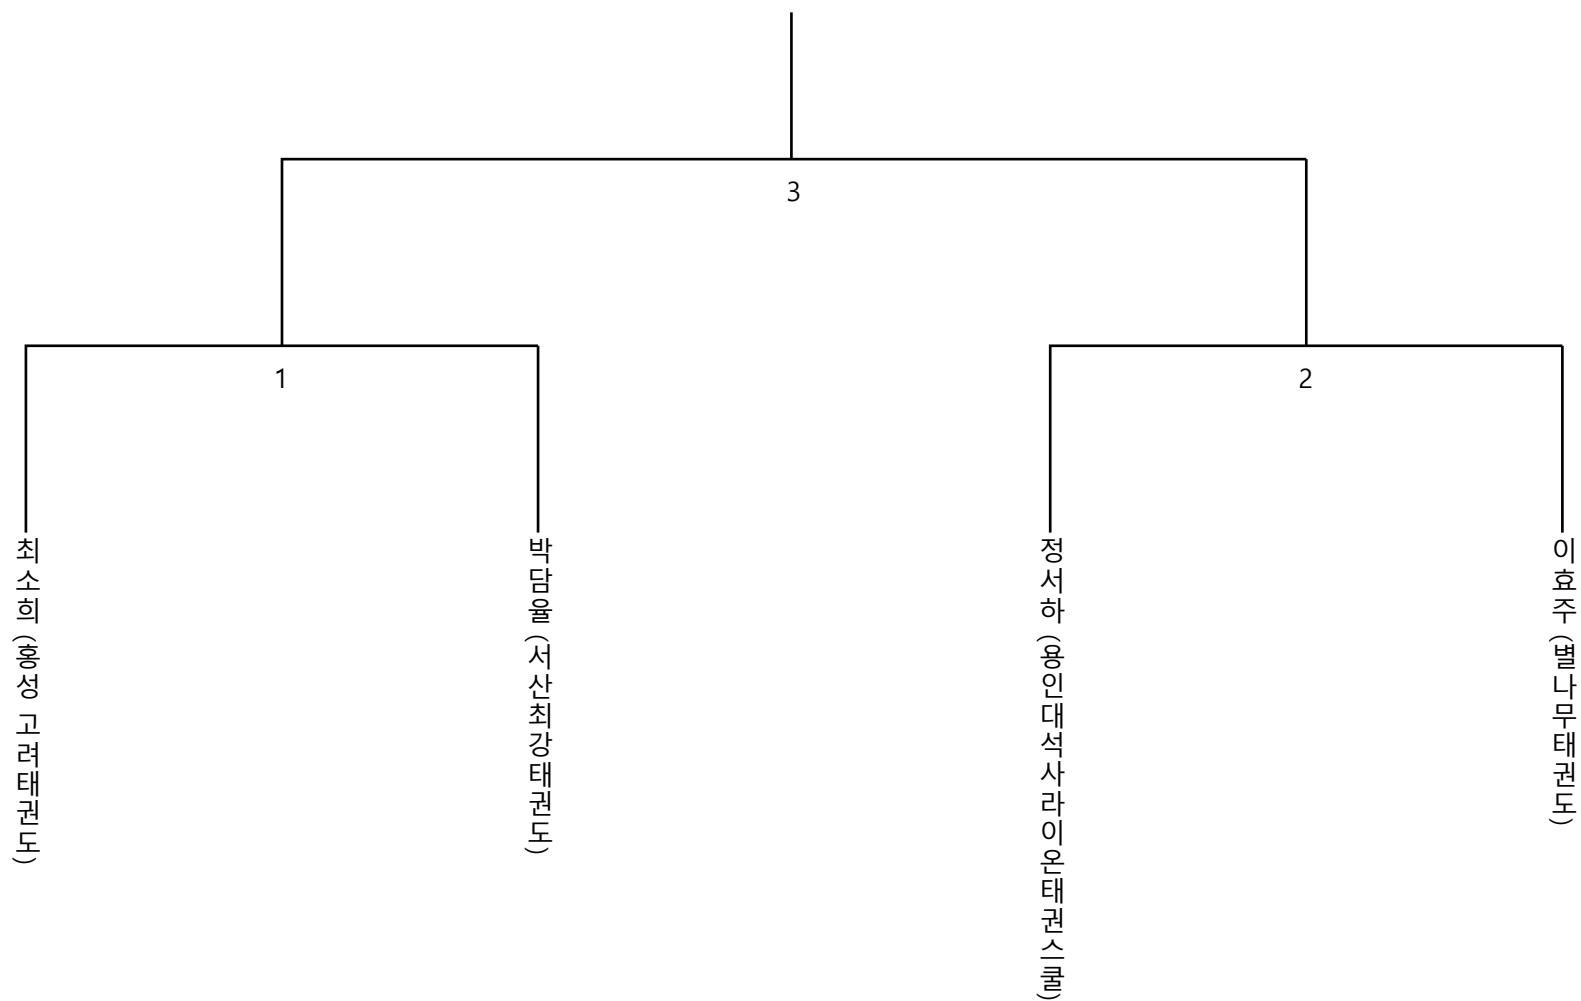 3
1
2
최소희 (홍성 고려태권도)
박담율 (서산최강태권도)
정서하 (용인대석사라이온태권스쿨)
이효주 (별나무태권도)